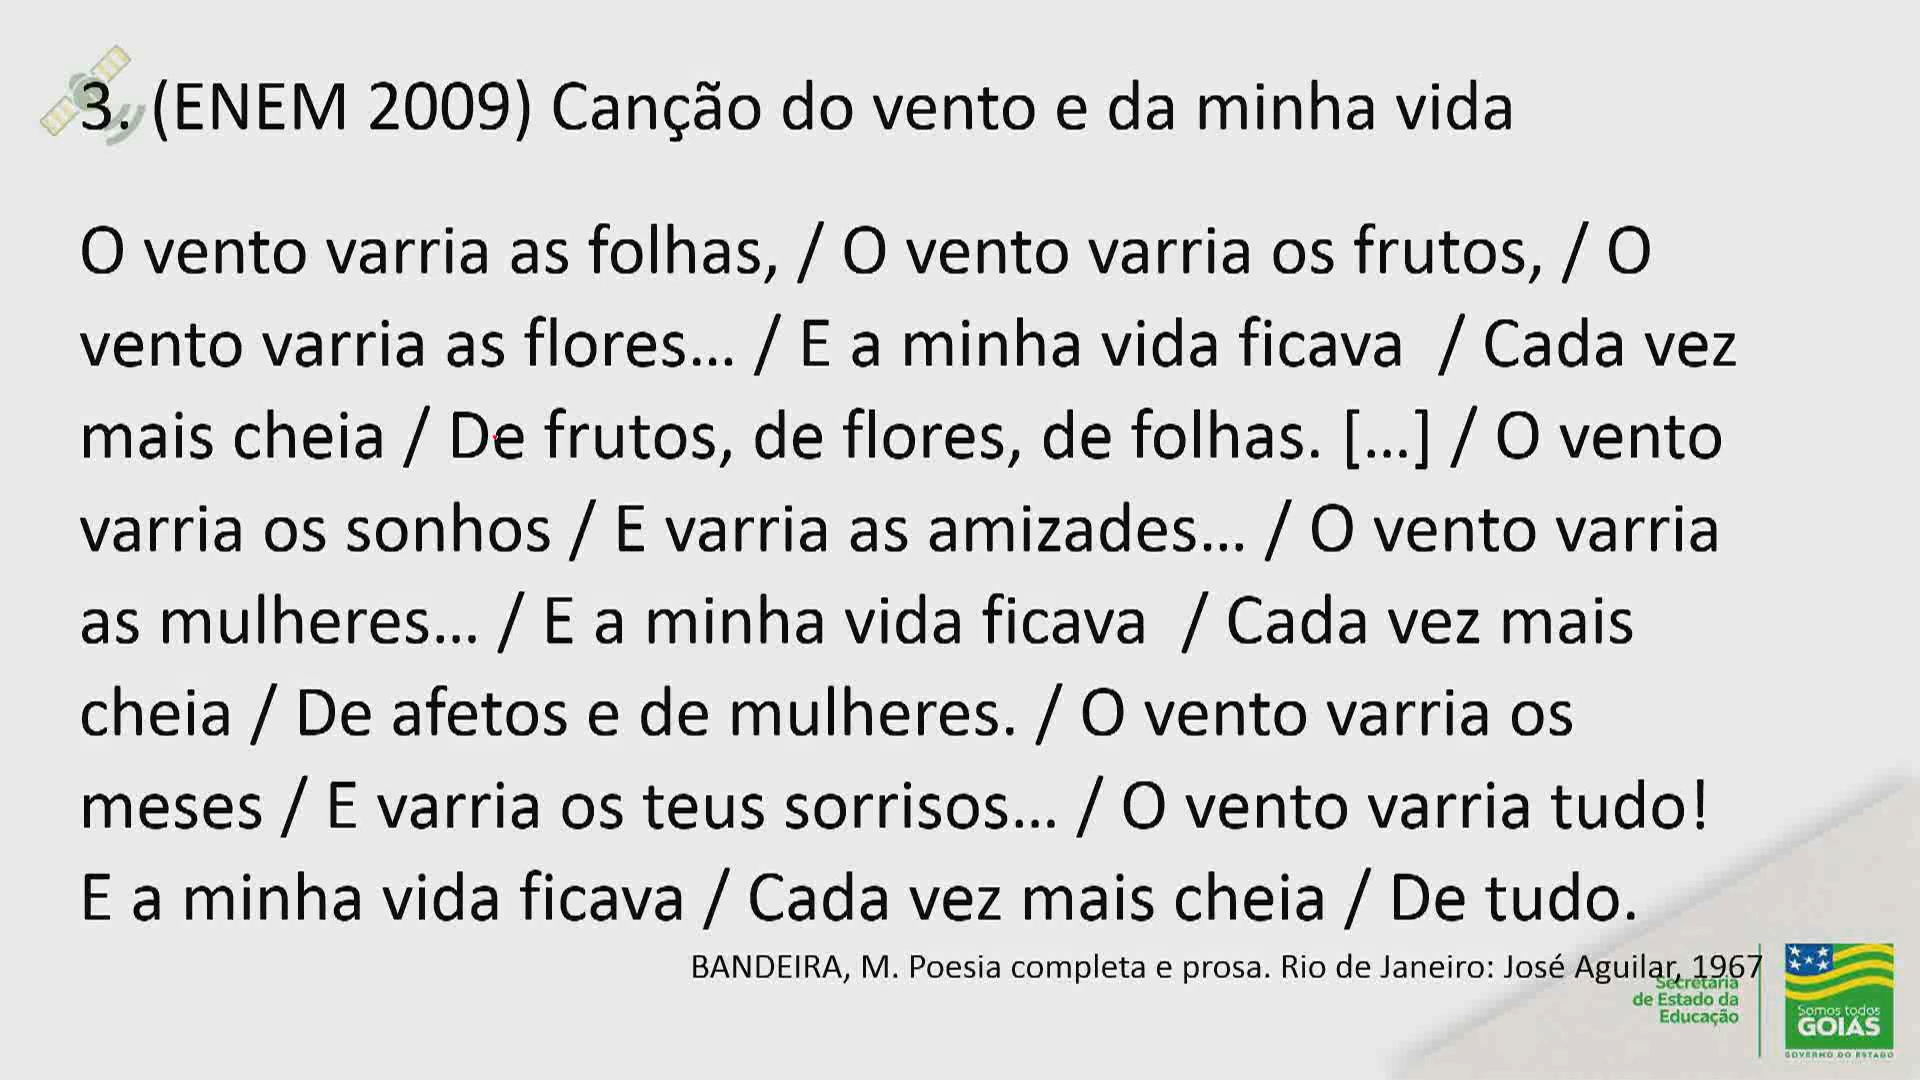 3. (ENEM 2009) Canção do vento e da minha vida
O vento varria as folhas, / O vento varria os frutos, / O
vento varria as flores... / E a minha vida ficava / Cada vez
mais cheia / De frutos, de flores, de folhas. [...] / O vento
varria os sonhos / E varria as amizades... / O vento varria
as mulheres... / E a minha vida ficava / Cada vez mais
cheia / De afetos e de mulheres. / O vento varria os
meses / E varria os teus sorrisos... / O vento varria tudo!
E a minha vida ficava / Cada vez mais cheia / De tudo.
BANDEIRA, M. Poesia completa e prosa. Rio de Janeiro: José Aguilar, 1967
Secretaria
de Estado da
Educação
Somos todos
GOIÁS
GOVERNO DO ESTADO